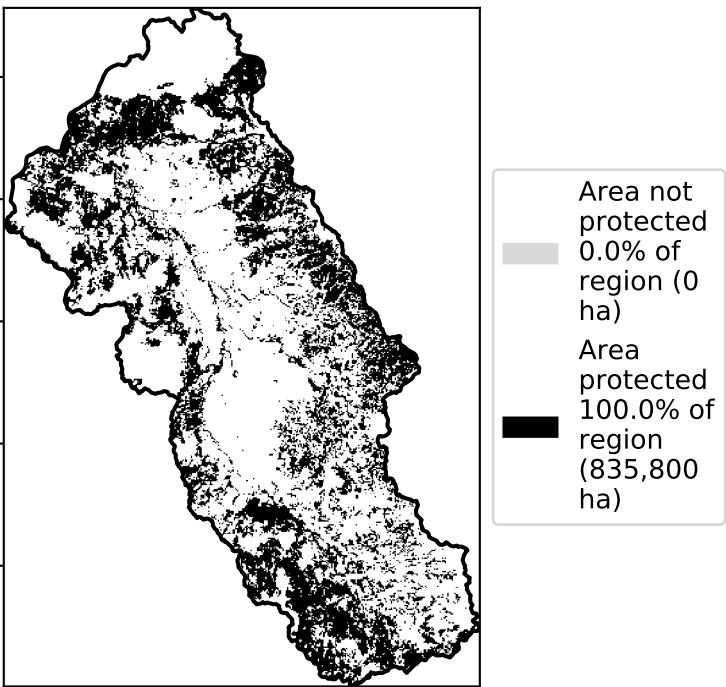 Area not
protected
0.0% of
region (0
ha)
Area
protected
100.0% of
region
(835,800
ha)